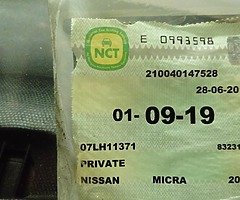 NCT
E 0993598
210040147528
28-06-20
01- 09-19
07LH11371 83231
PRIVATE
NISSAN MICRA 20